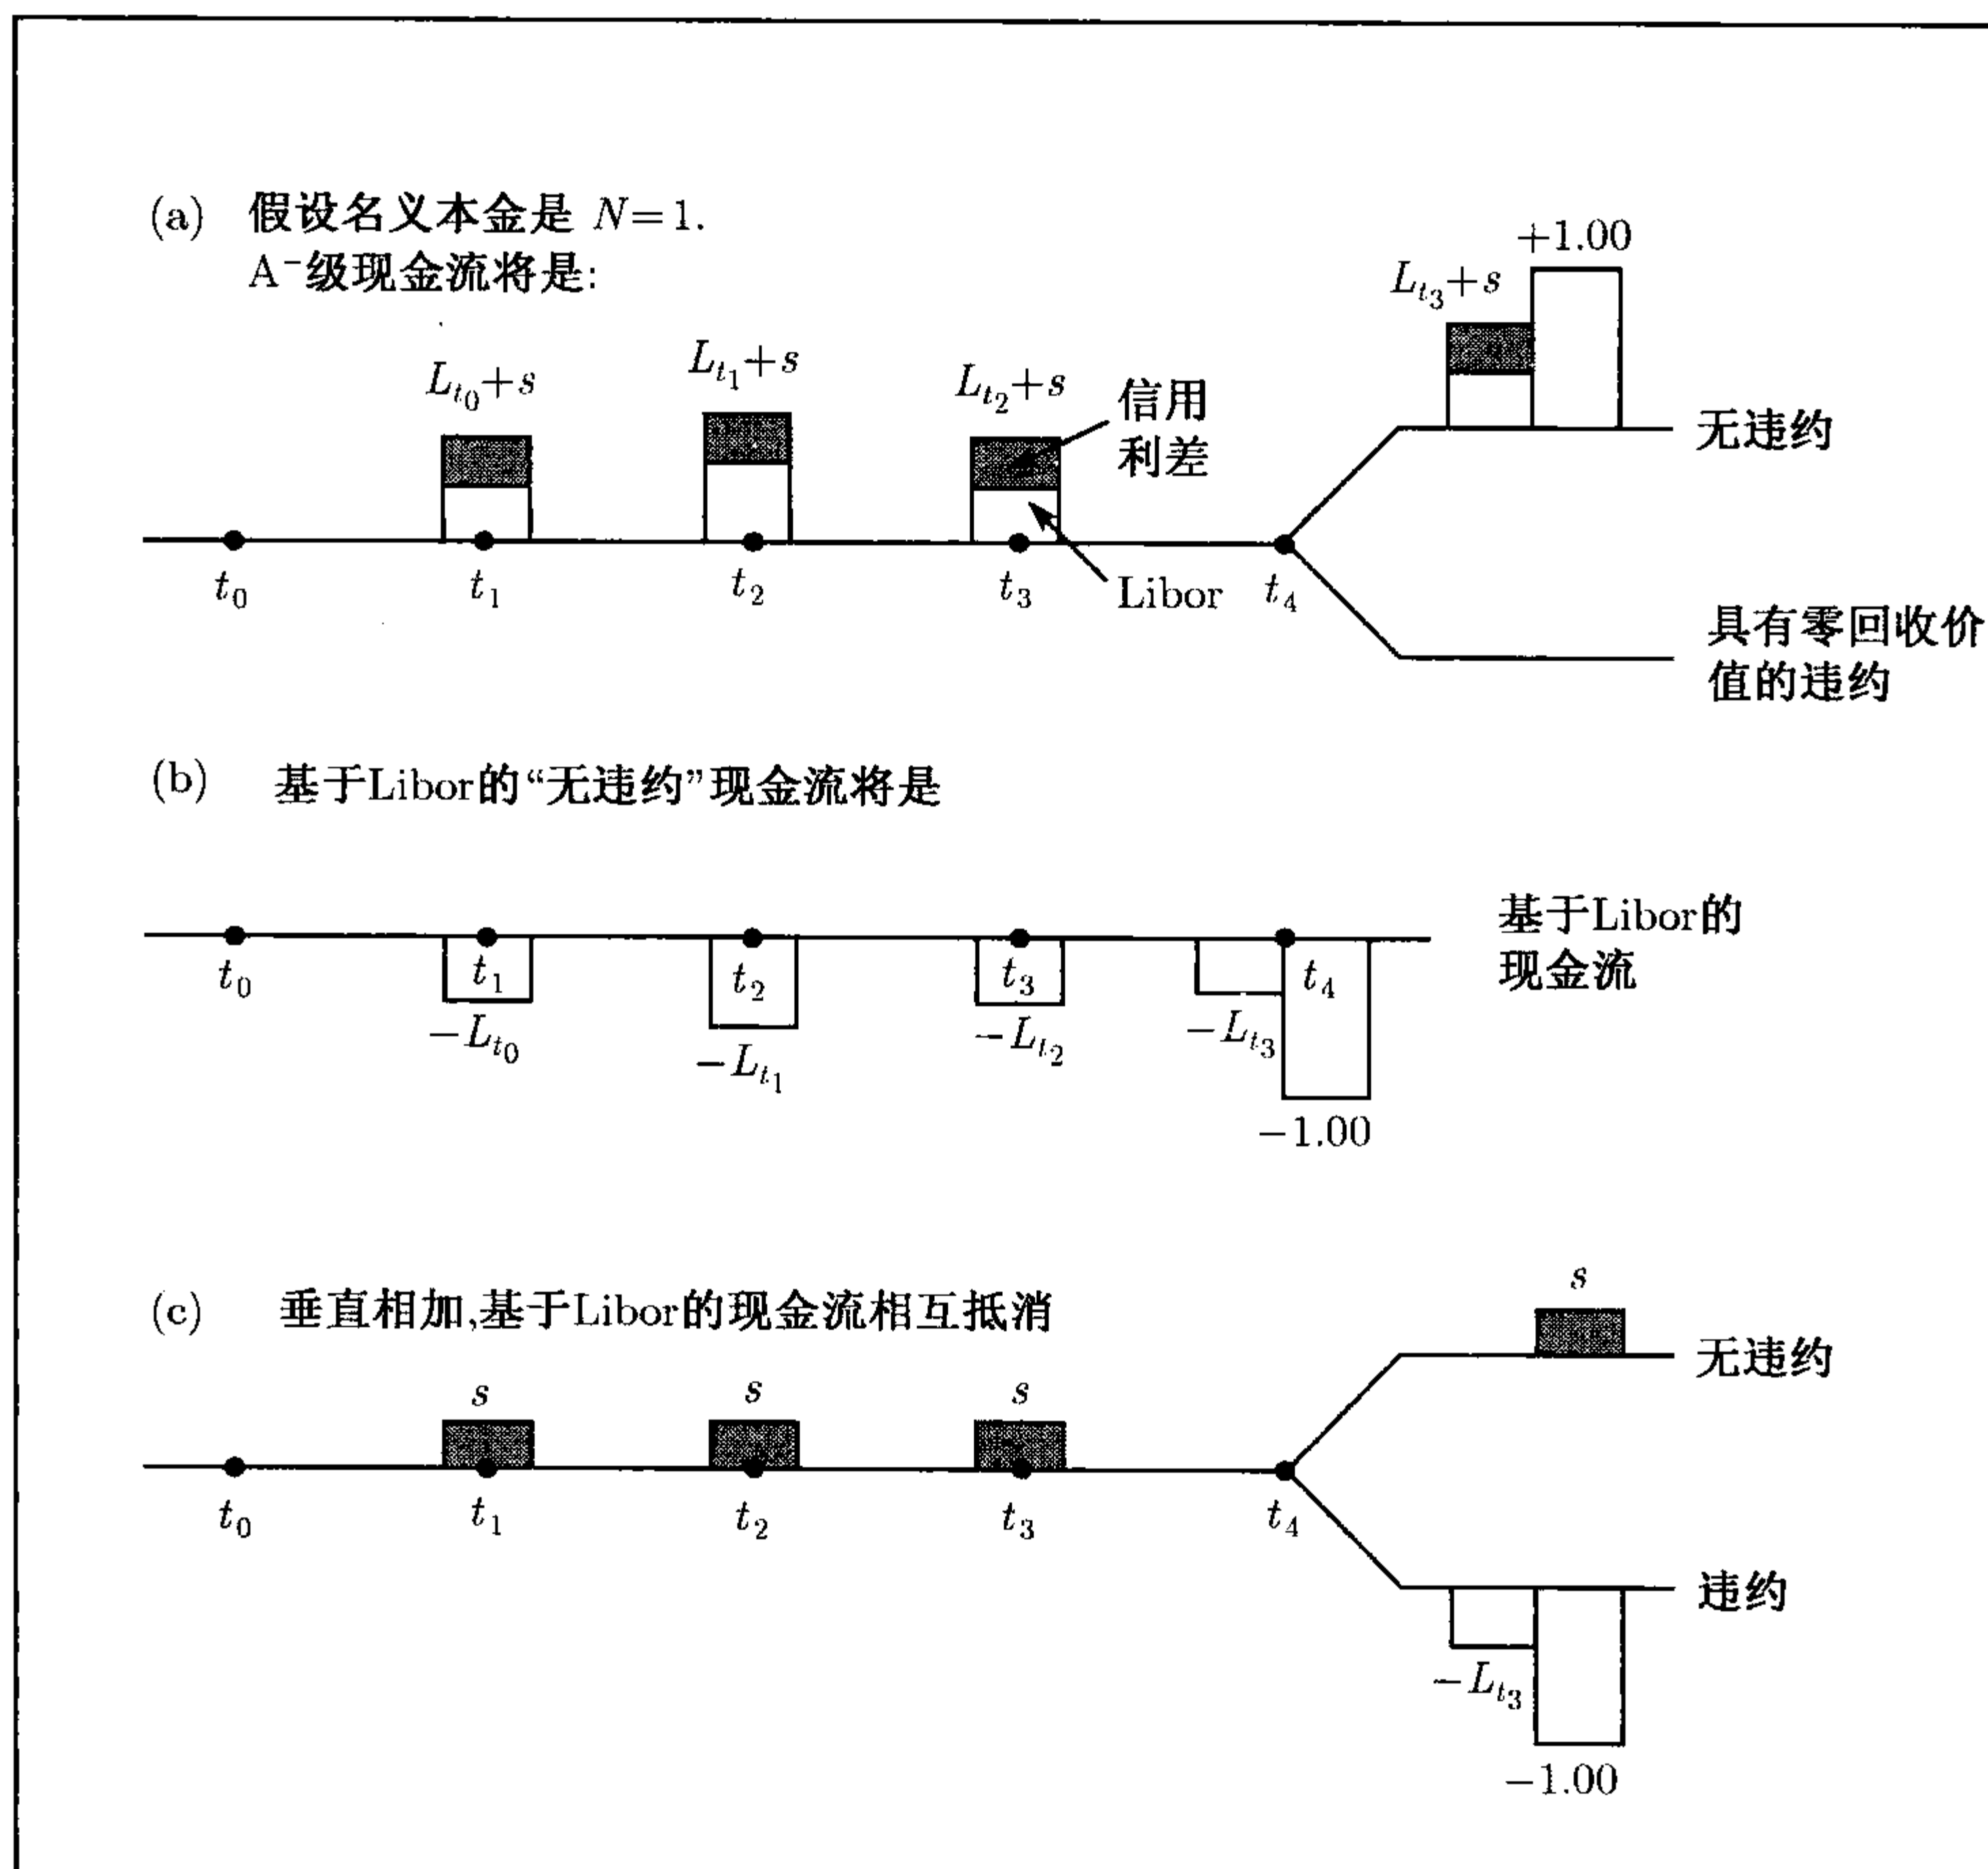 (a) 假设名义本金是 N=1.
A⁻级现金流将是:
+1.00
L_{t_3}+s
L_{t_0}+s
L_{t_1}+s
L_{t_2}+s
信用
利差
无违约
t_0
t_1
t_2
t_3
Libor
t_4
具有零回收价
值的违约
(b) 基于Libor的“无违约”现金流将是
基于Libor的
现金流
t_0
t_1
t_2
t_3
t_4
-L_{t_0}
-L_{t_1}
-L_{t_2}
-L_{t_3}
-1.00
(c) 垂直相加,基于Libor的现金流相互抵消
s
无违约
s
s
s
t_0
t_1
t_2
t_3
t_4
违约
-L_{t_3}
-1.00